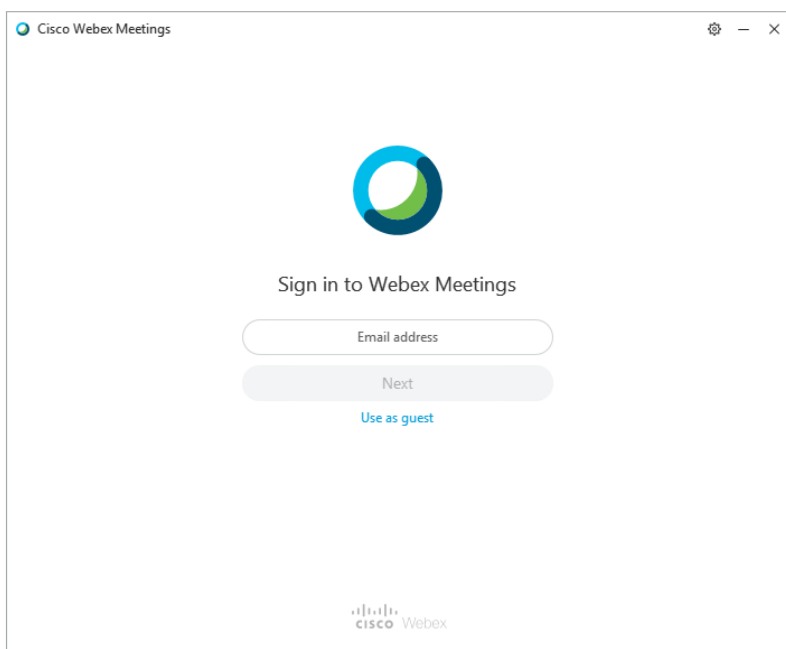 Cisco Webex Meetings
Sign in to Webex Meetings
Email address
Next
Use as guest
cisco Webex